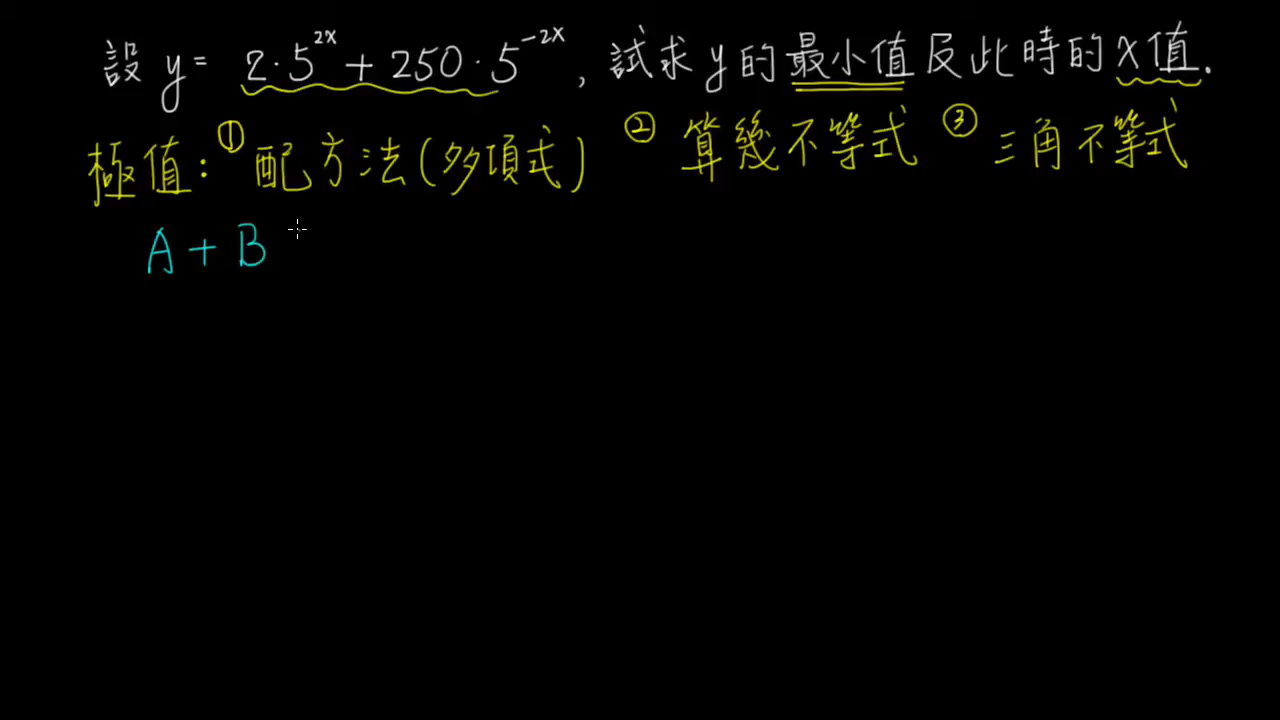 設 y = 2·5^{2x} + 250·5^{-2x}, 試求 y 的最小值及此時的 x 值.
極值: ① 配方法(多項式) ② 算幾不等式 ③ 三角不等式
A + B